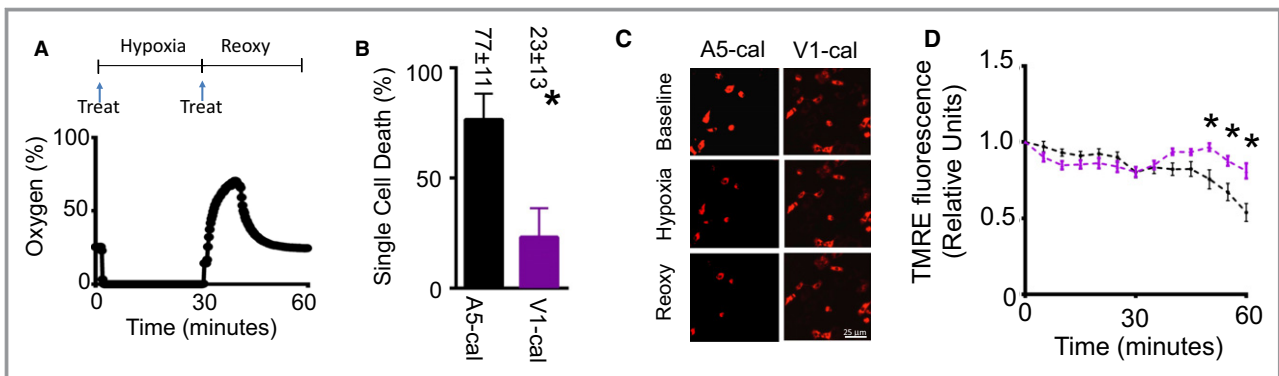 A
Hypoxia Reoxy
Treat Treat
Oxygen (%)
100
50
0
0 30 60
Time (minutes)
B
77±11 23±13
*
Single Cell Death (%)
100
50
0
A5-cal V1-cal
C
A5-cal V1-cal
Baseline
Hypoxia
Reoxy
25 µm
D
TMRE fluorescence
(Relative Units)
1.5
1.0
0.5
0
* * *
0 30 60
Time (minutes)